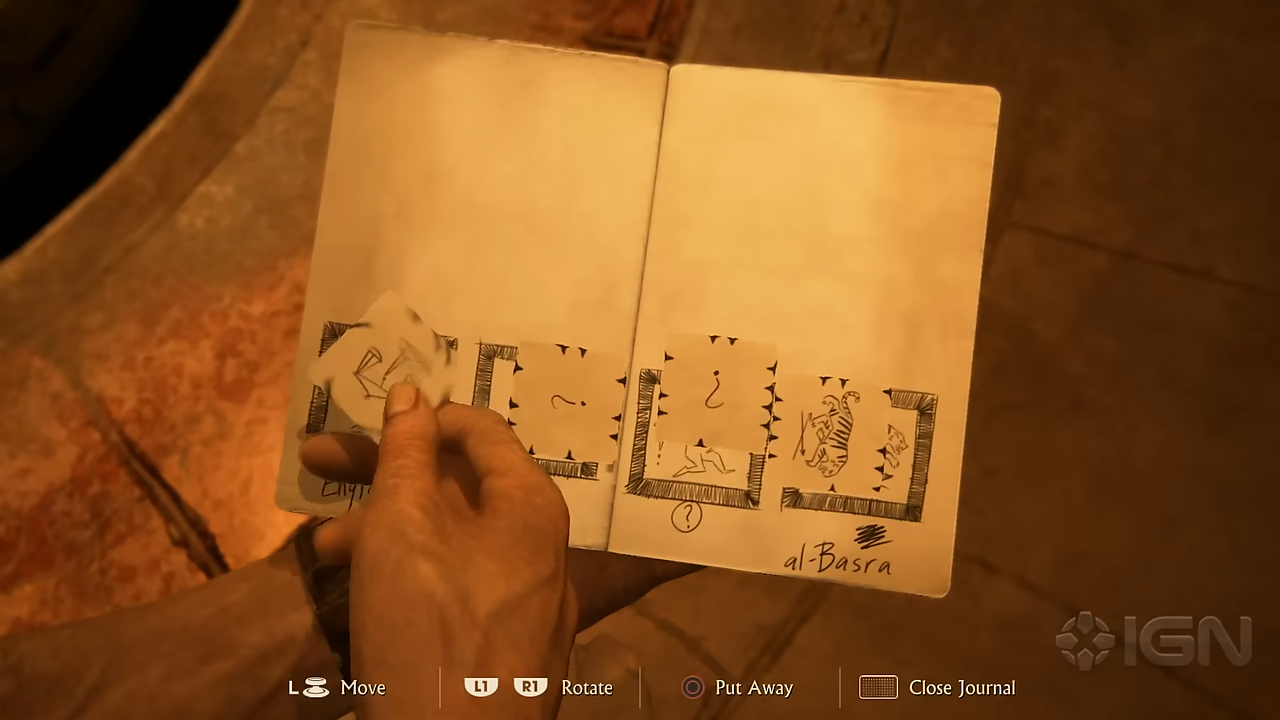 ?
?
?
al-Basra
IGN
L Move
L1 R1 Rotate
Put Away
Close Journal